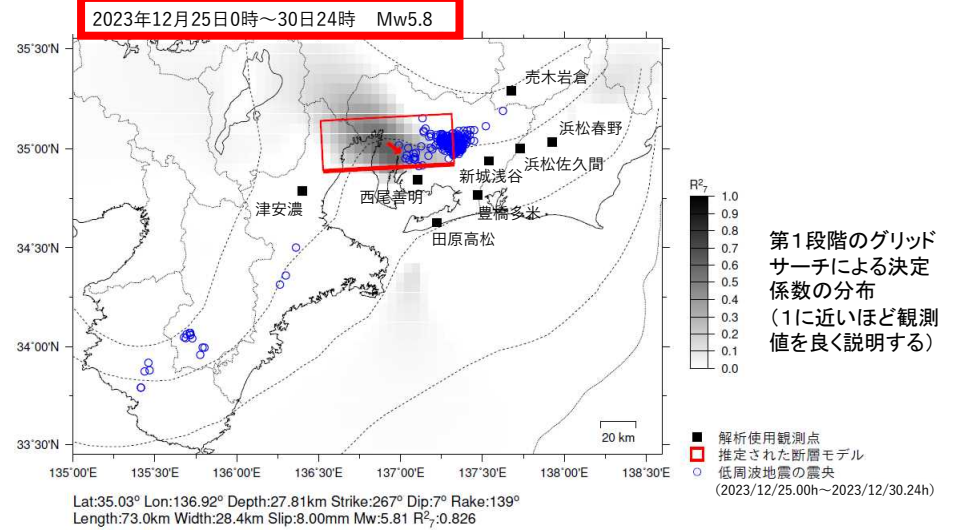 2023年12月25日0時～30日24時　Mw5.8
35°30'N
35°00'N
34°30'N
34°00'N
33°30'N
135°00'E
135°30'E
136°00'E
136°30'E
137°00'E
137°30'E
138°00'E
138°30'E
売木岩倉
浜松春野
浜松佐久間
新城浅谷
西尾善明
津安濃
豊橋多米
田原高松
20 km
R²₇
1.0
0.9
0.8
0.7
0.6
0.5
0.4
0.3
0.2
0.1
0.0
第１段階のグリッド
サーチによる決定
係数の分布
（1に近いほど観測
値を良く説明する）
解析使用観測点
推定された断層モデル
低周波地震の震央
（2023/12/25.00h～2023/12/30.24h）
Lat:35.03° Lon:136.92° Depth:27.81km Strike:267° Dip:7° Rake:139°
Length:73.0km Width:28.4km Slip:8.00mm Mw:5.81 R²₇:0.826